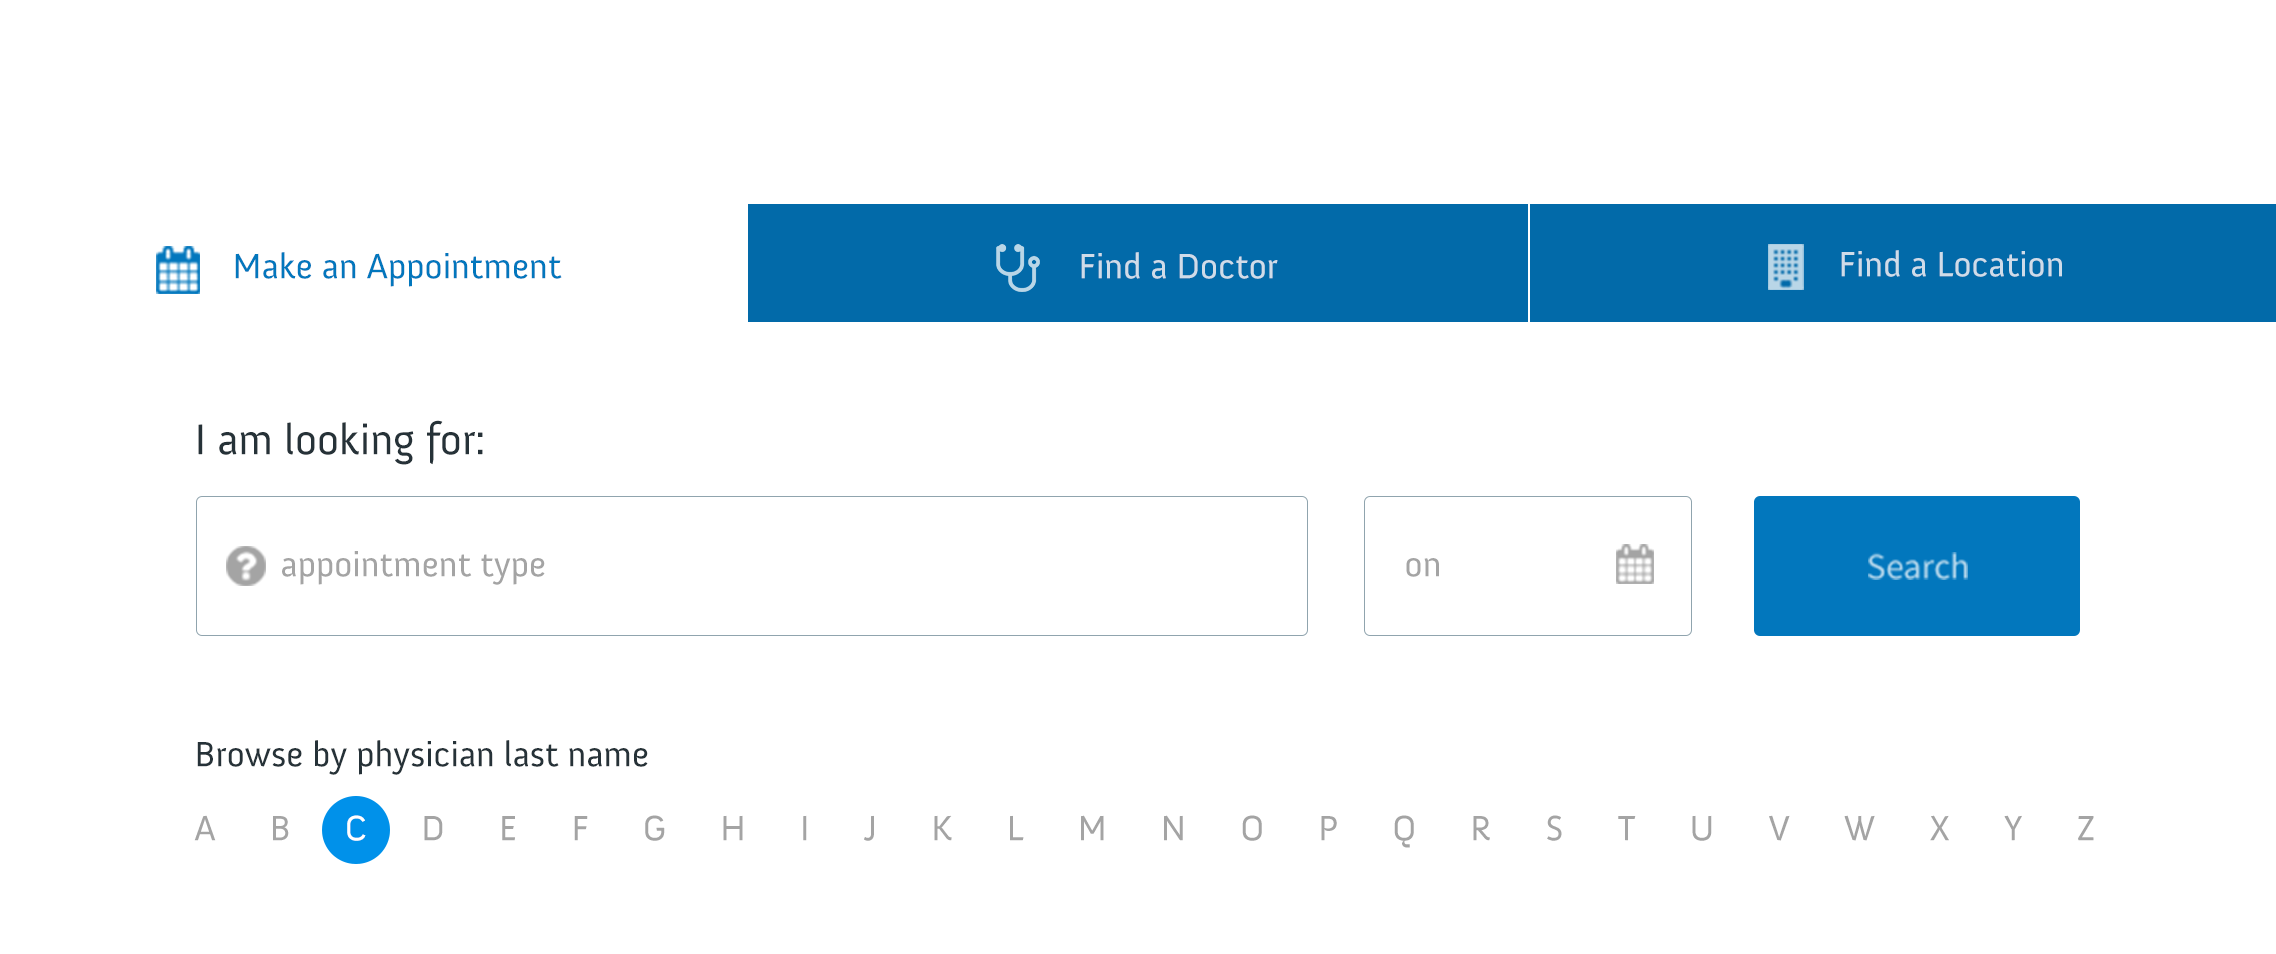 Make an Appointment Find a Doctor Find a Location
I am looking for:
? appointment type on Search
Browse by physician last name
A B C D E F G H I J K L M N O P Q R S T U V W X Y Z